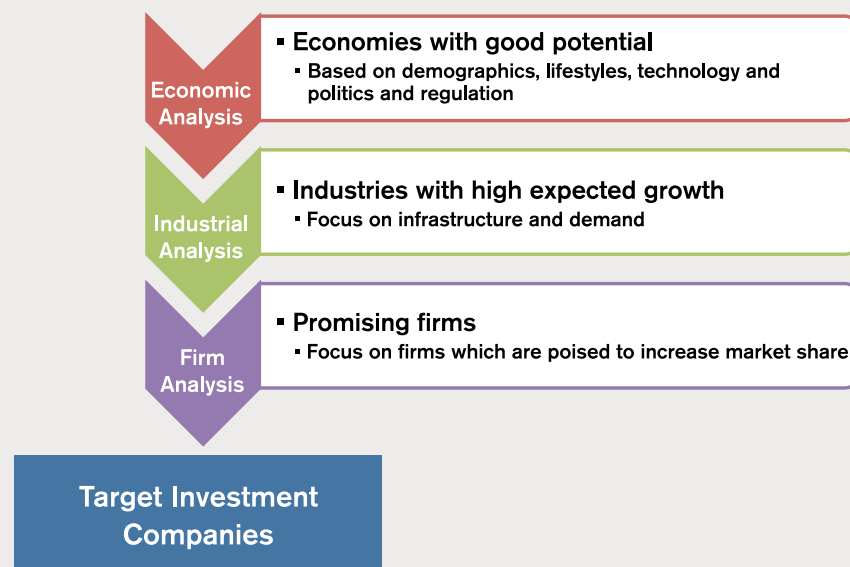 Economic
Analysis
▪ Economies with good potential
▪ Based on demographics, lifestyles, technology and
politics and regulation
Industrial
Analysis
▪ Industries with high expected growth
▪ Focus on infrastructure and demand
Firm
Analysis
▪ Promising firms
▪ Focus on firms which are poised to increase market share
Target Investment
Companies